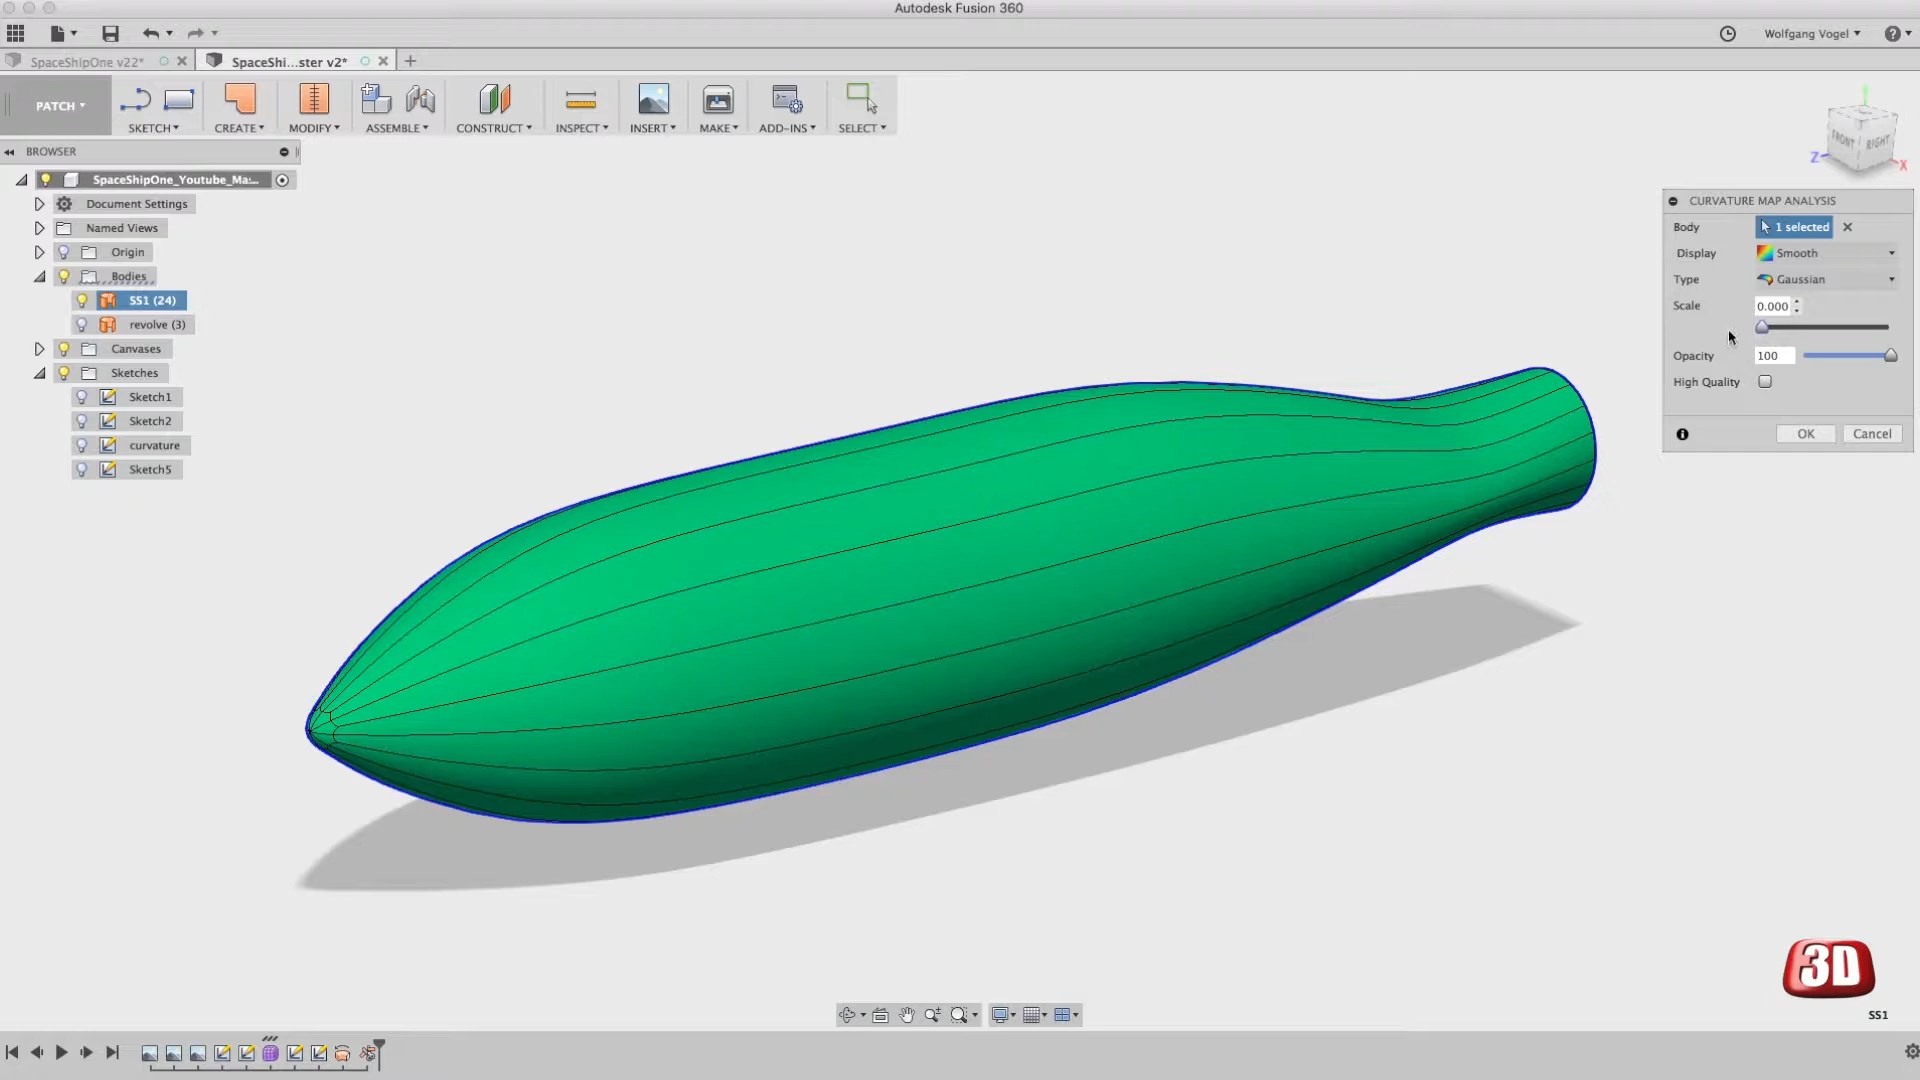 Autodesk Fusion 360
Wolfgang Vogel
SpaceShipOne v22*
SpaceShi...ster v2*
PATCH
SKETCH
CREATE
MODIFY
ASSEMBLE
CONSTRUCT
INSPECT
INSERT
MAKE
ADD-INS
SELECT
FRONT
RIGHT
Z
X
BROWSER
SpaceShipOne_Youtube_Ma...
Document Settings
Named Views
Origin
Bodies
SS1 (24)
revolve (3)
Canvases
Sketches
Sketch1
Sketch2
curvature
Sketch5
CURVATURE MAP ANALYSIS
Body
1 selected
Display
Smooth
Type
Gaussian
Scale
0.000
Opacity
100
High Quality
OK
Cancel
3D
SS1